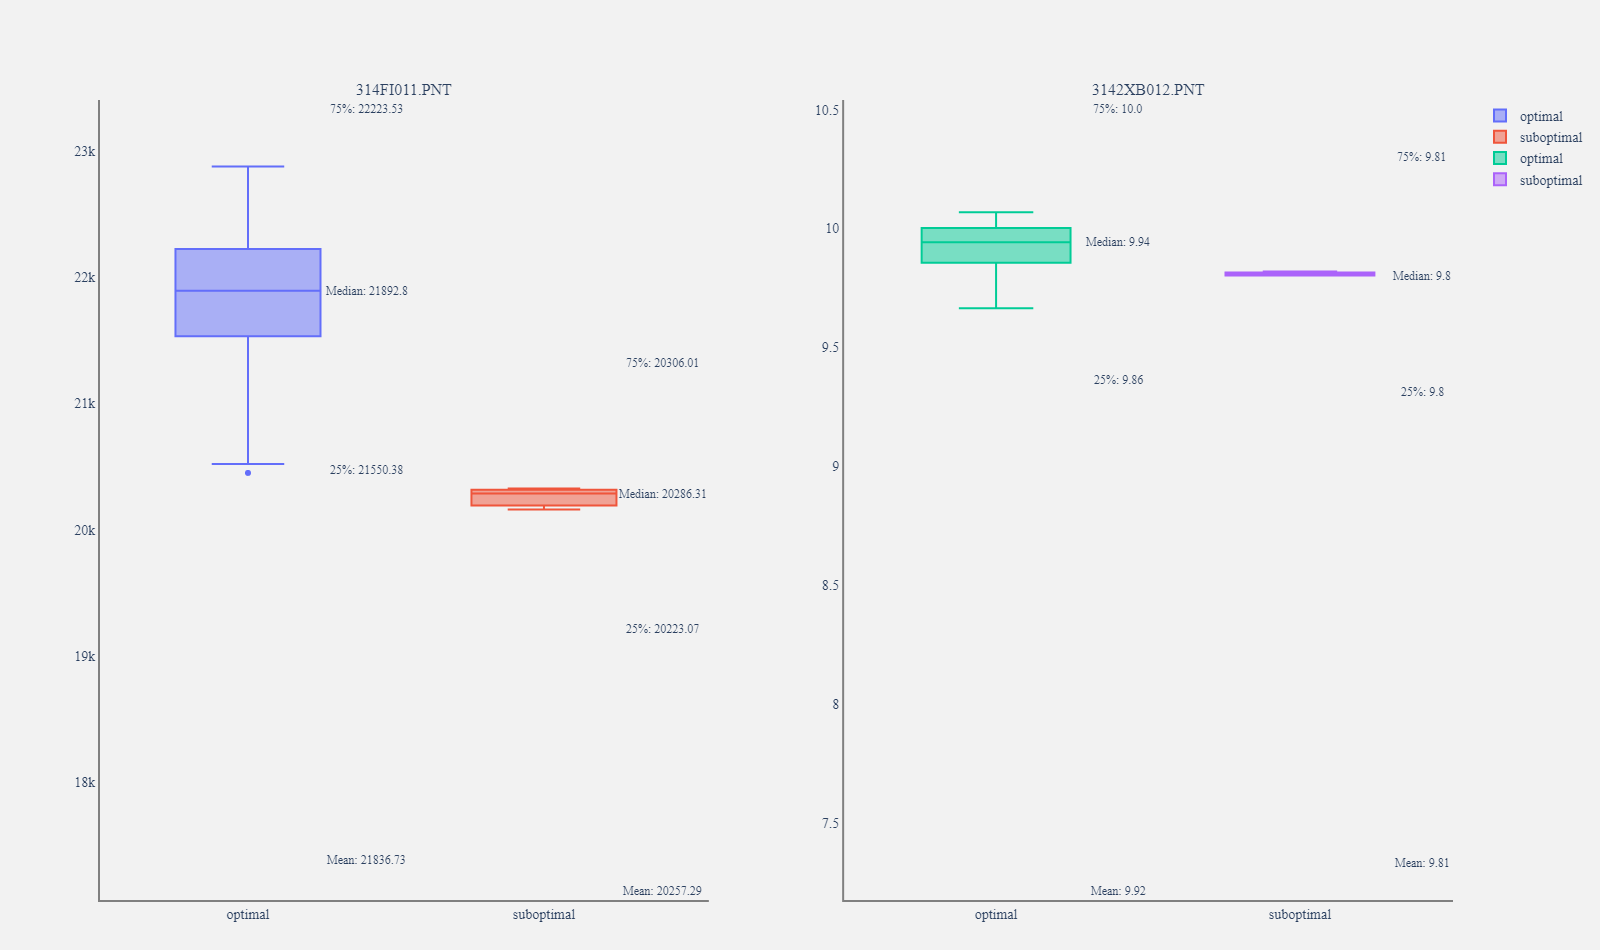 314FI011.PNT
75%: 22223.53
23k
22k
21k
20k
19k
18k
Median: 21892.8
25%: 21550.38
Mean: 21836.73
75%: 20306.01
Median: 20286.31
25%: 20223.07
Mean: 20257.29
optimal
suboptimal
3142XB012.PNT
75%: 10.0
10.5
10
9.5
9
8.5
8
7.5
Median: 9.94
25%: 9.86
Mean: 9.92
75%: 9.81
Median: 9.8
25%: 9.8
Mean: 9.81
optimal
suboptimal
optimal
suboptimal
optimal
suboptimal